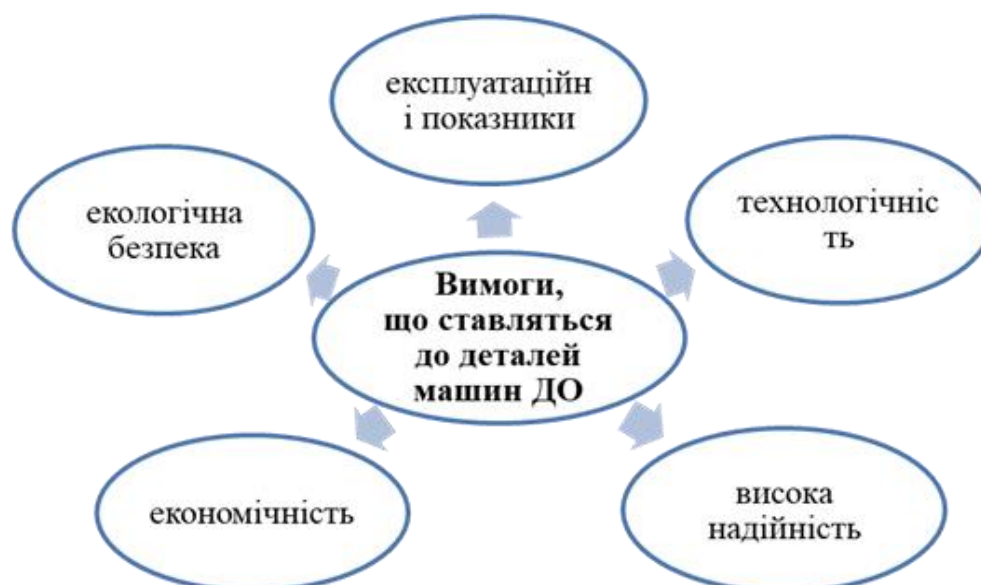 експлуатаційн
і показники
екологічна
безпека
технологічніс
ть
Вимоги,
що ставляться
до деталей
машин ДО
економічність
висока
надійність